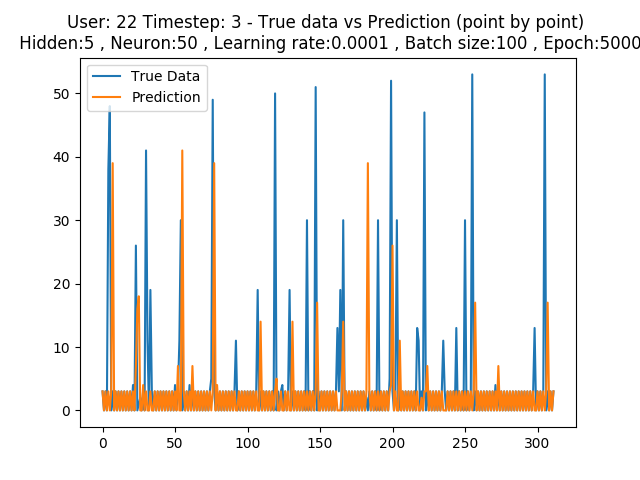 User: 22 Timestep: 3 - True data vs Prediction (point by point)
Hidden:5 , Neuron:50 , Learning rate:0.0001 , Batch size:100 , Epoch:5000
True Data
Prediction
50
40
30
20
10
0
0 50 100 150 200 250 300